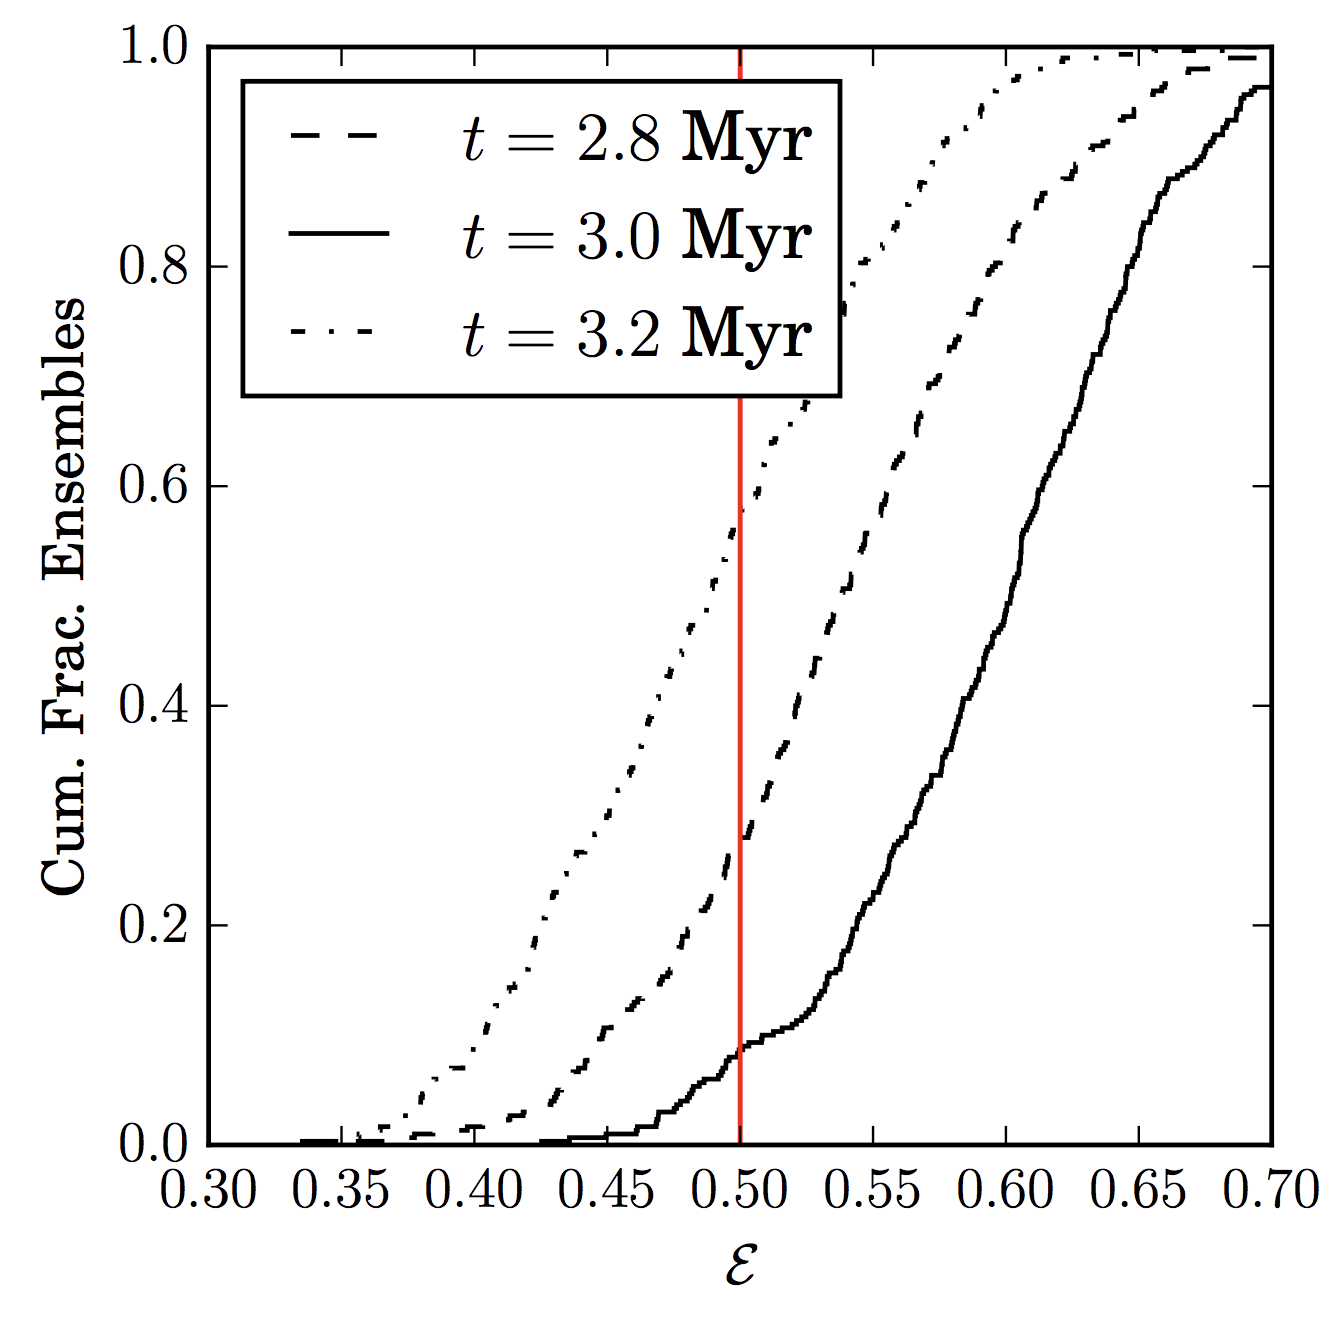 1.0
0.8
0.6
0.4
0.2
0.0
Cum. Frac. Ensembles
t = 2.8 Myr
t = 3.0 Myr
t = 3.2 Myr
0.30 0.35 0.40 0.45 0.50 0.55 0.60 0.65 0.70
ℰ